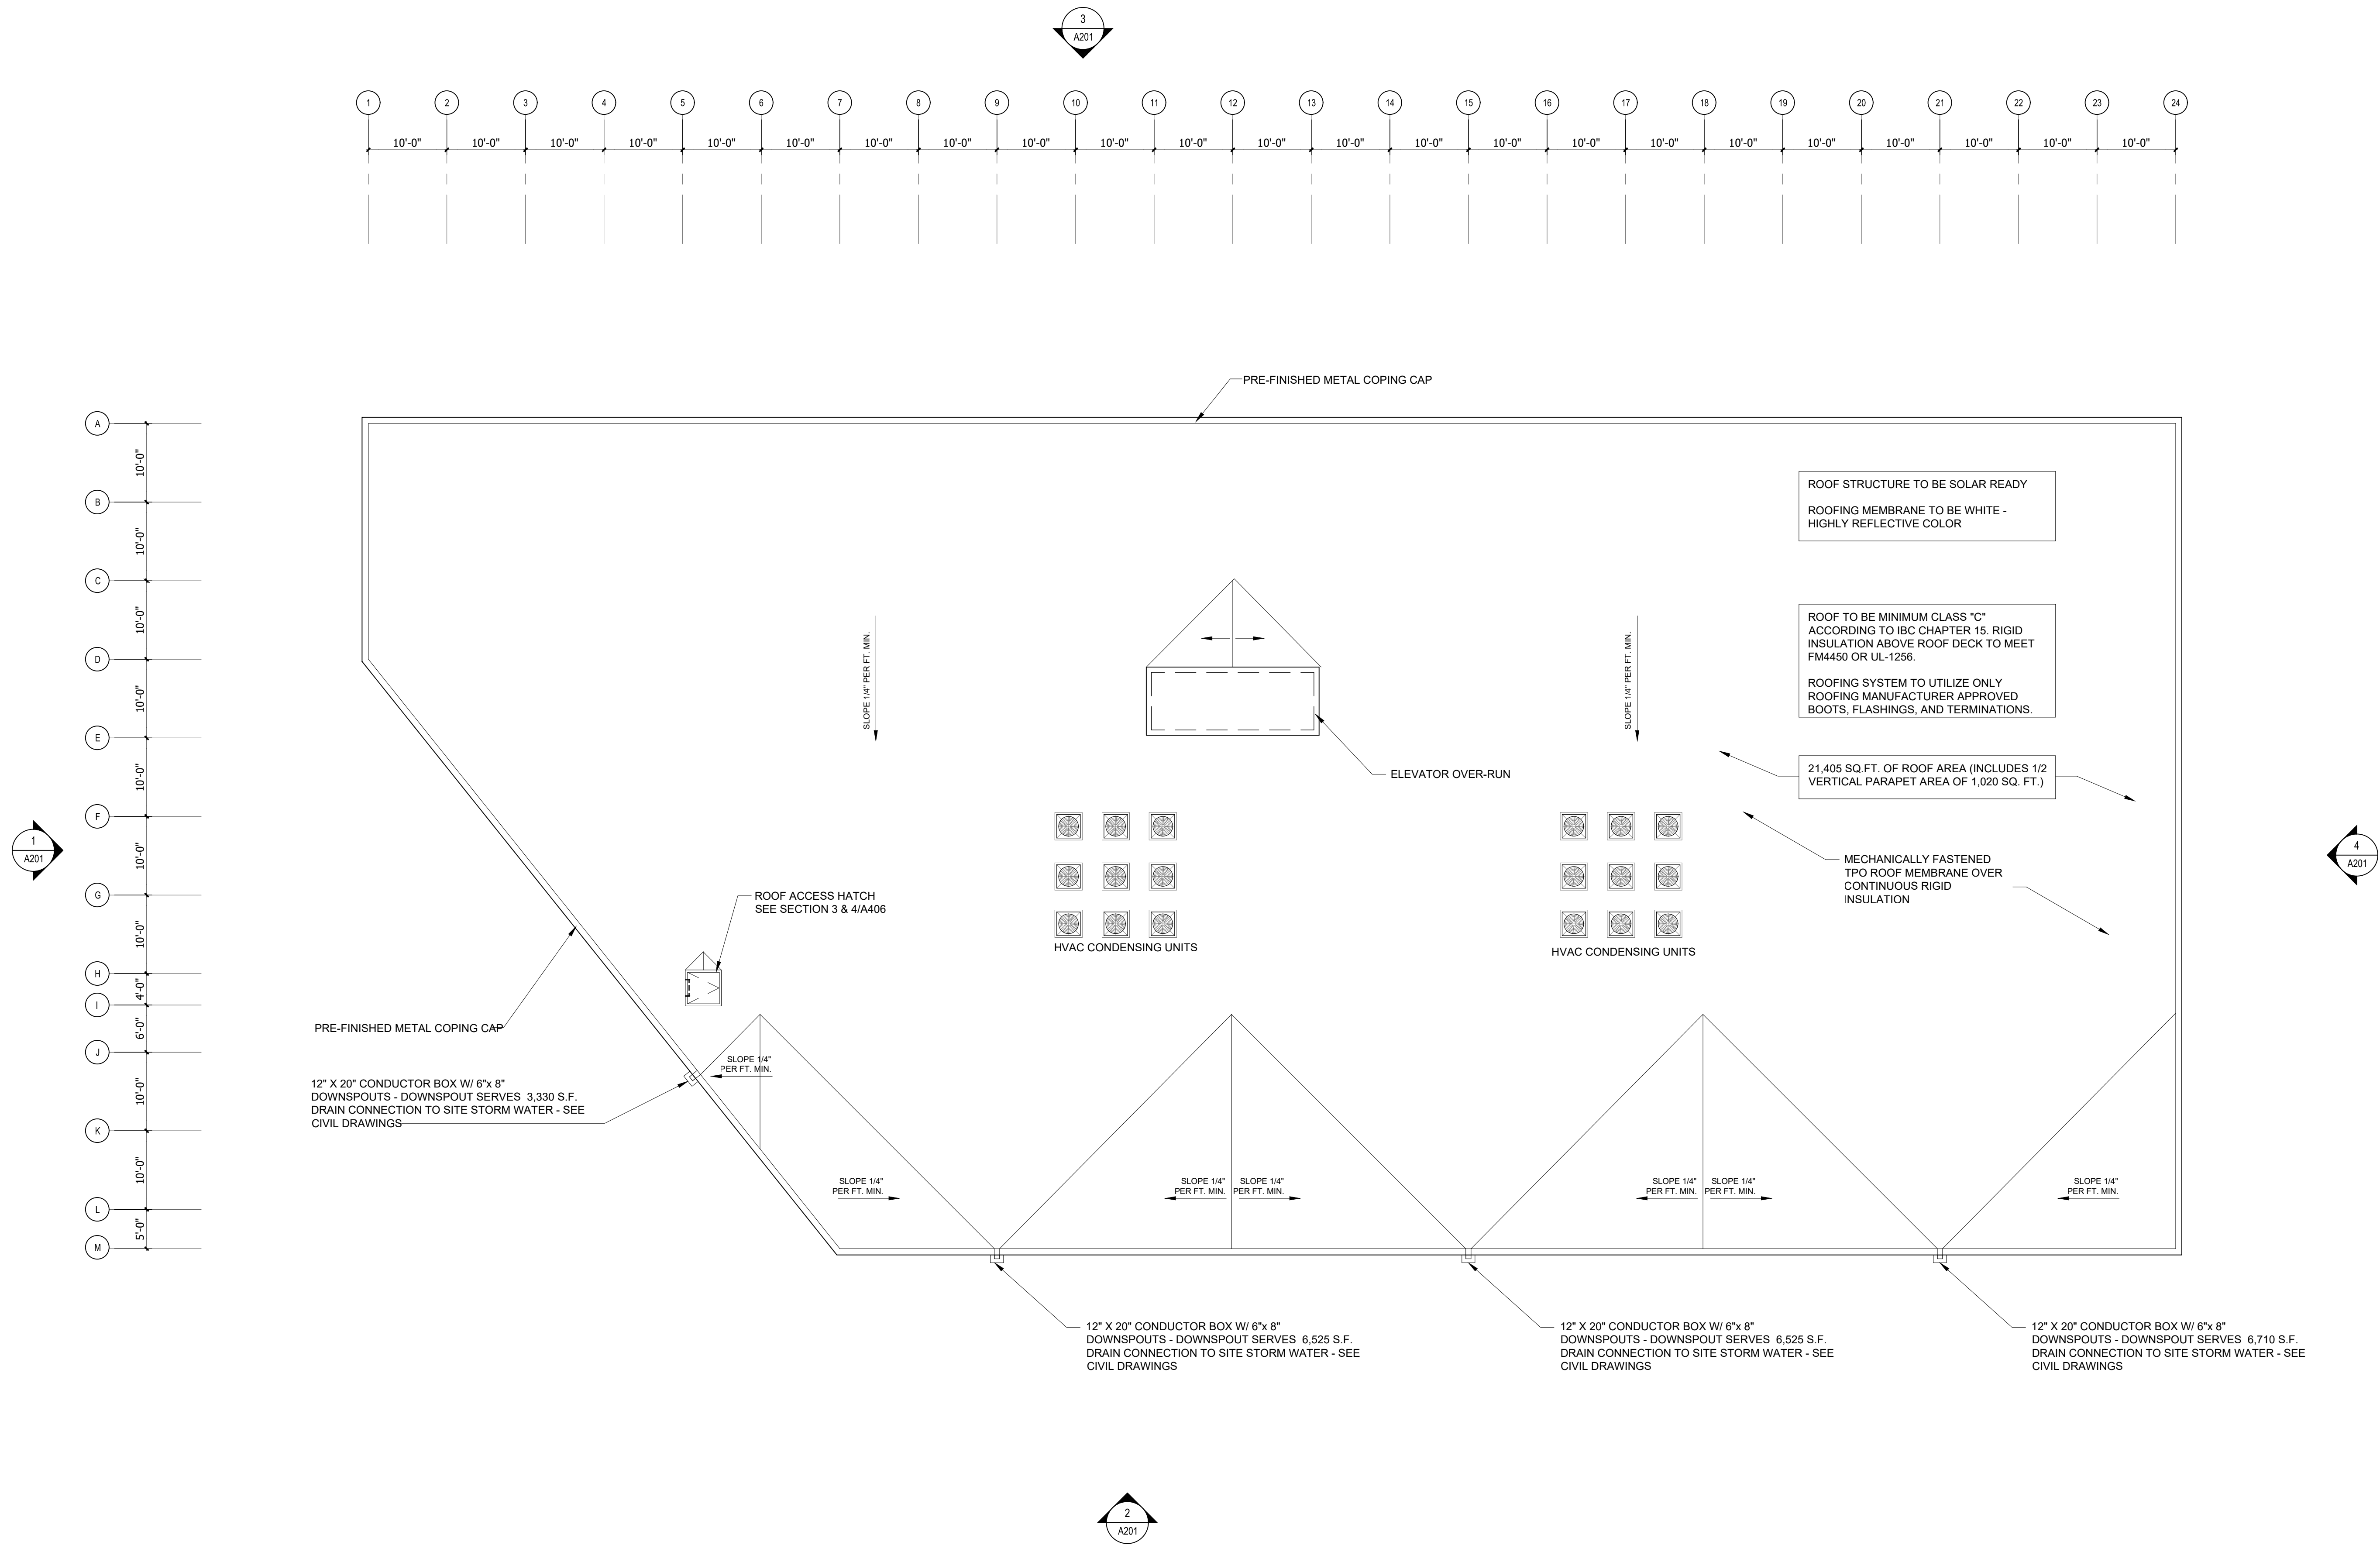 3
A201
1 2 3 4 5 6 7 8 9 10 11 12 13 14 15 16 17 18 19 20 21 22 23 24
10'-0" 10'-0" 10'-0" 10'-0" 10'-0" 10'-0" 10'-0" 10'-0" 10'-0" 10'-0" 10'-0" 10'-0" 10'-0" 10'-0" 10'-0" 10'-0" 10'-0" 10'-0" 10'-0" 10'-0" 10'-0" 10'-0" 10'-0"
PRE-FINISHED METAL COPING CAP
A
10'-0"
B
10'-0"
C
10'-0"
D
10'-0"
E
10'-0"
F
10'-0"
G
10'-0"
H
4'-0"
I
6'-0"
J
10'-0"
K
10'-0"
L
5'-0"
M
1
A201
ROOF STRUCTURE TO BE SOLAR READY
ROOFING MEMBRANE TO BE WHITE -
HIGHLY REFLECTIVE COLOR
ROOF TO BE MINIMUM CLASS "C"
ACCORDING TO IBC CHAPTER 15. RIGID
INSULATION ABOVE ROOF DECK TO MEET
FM4450 OR UL-1256.
ROOFING SYSTEM TO UTILIZE ONLY
ROOFING MANUFACTURER APPROVED
BOOTS, FLASHINGS, AND TERMINATIONS.
SLOPE 1/4" PER FT. MIN.
SLOPE 1/4" PER FT. MIN.
ELEVATOR OVER-RUN
21,405 SQ.FT. OF ROOF AREA (INCLUDES 1/2
VERTICAL PARAPET AREA OF 1,020 SQ. FT.)
MECHANICALLY FASTENED
TPO ROOF MEMBRANE OVER
CONTINUOUS RIGID
INSULATION
4
A201
ROOF ACCESS HATCH
SEE SECTION 3 & 4/A406
HVAC CONDENSING UNITS
HVAC CONDENSING UNITS
PRE-FINISHED METAL COPING CAP
SLOPE 1/4"
PER FT. MIN.
12" X 20" CONDUCTOR BOX W/ 6"x 8"
DOWNSPOUTS - DOWNSPOUT SERVES 3,330 S.F.
DRAIN CONNECTION TO SITE STORM WATER - SEE
CIVIL DRAWINGS
SLOPE 1/4"
PER FT. MIN.
SLOPE 1/4"
PER FT. MIN.
SLOPE 1/4"
PER FT. MIN.
SLOPE 1/4"
PER FT. MIN.
SLOPE 1/4"
PER FT. MIN.
SLOPE 1/4"
PER FT. MIN.
12" X 20" CONDUCTOR BOX W/ 6"x 8"
DOWNSPOUTS - DOWNSPOUT SERVES 6,525 S.F.
DRAIN CONNECTION TO SITE STORM WATER - SEE
CIVIL DRAWINGS
12" X 20" CONDUCTOR BOX W/ 6"x 8"
DOWNSPOUTS - DOWNSPOUT SERVES 6,525 S.F.
DRAIN CONNECTION TO SITE STORM WATER - SEE
CIVIL DRAWINGS
12" X 20" CONDUCTOR BOX W/ 6"x 8"
DOWNSPOUTS - DOWNSPOUT SERVES 6,710 S.F.
DRAIN CONNECTION TO SITE STORM WATER - SEE
CIVIL DRAWINGS
2
A201